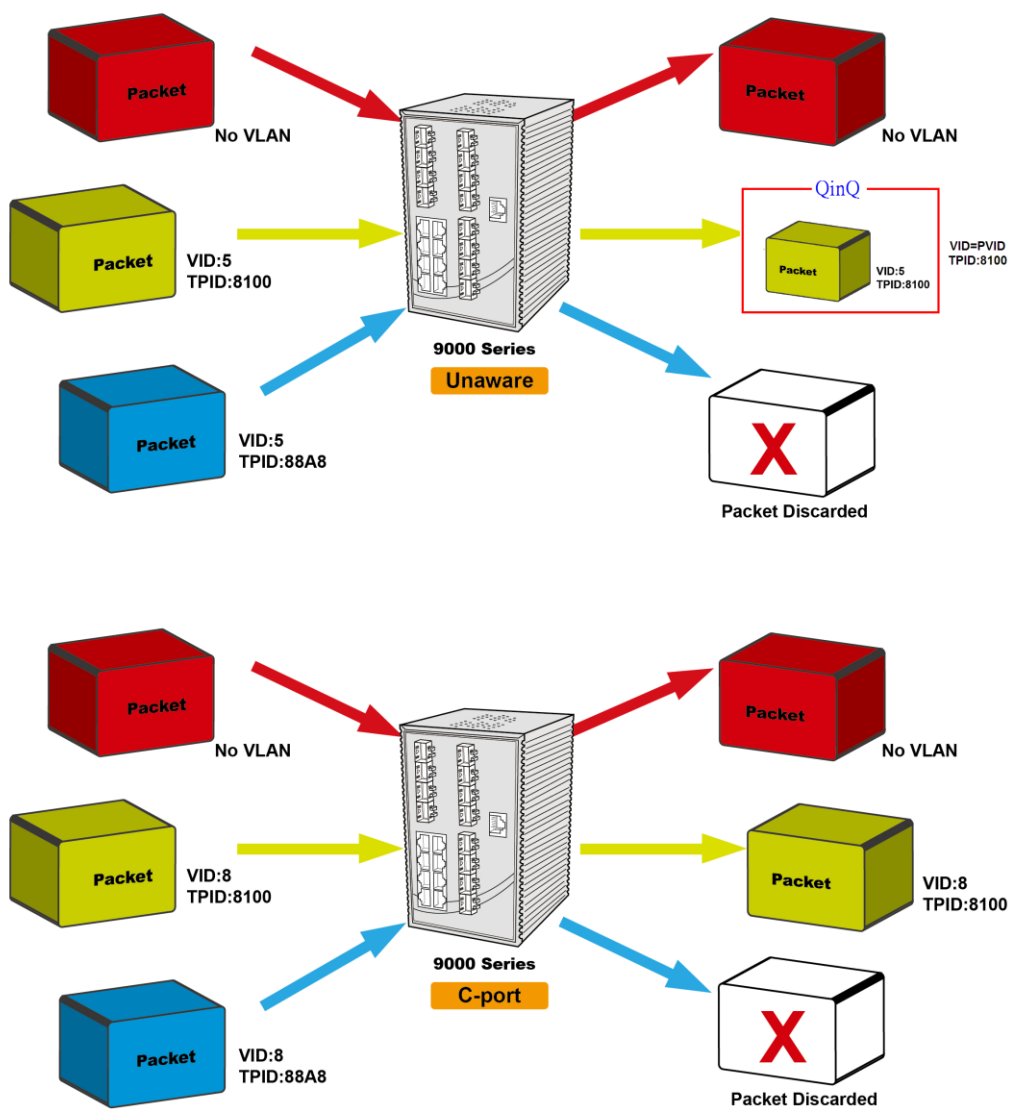 Packet
No VLAN
Packet
No VLAN
QinQ
Packet
VID:5
TPID:8100
Packet
VID:5
TPID:8100
VID=PVID
TPID:8100
9000 Series
Unaware
Packet
VID:5
TPID:88A8
X
Packet Discarded
Packet
No VLAN
Packet
No VLAN
Packet
VID:8
TPID:8100
Packet
VID:8
TPID:8100
9000 Series
C-port
Packet
VID:8
TPID:88A8
X
Packet Discarded